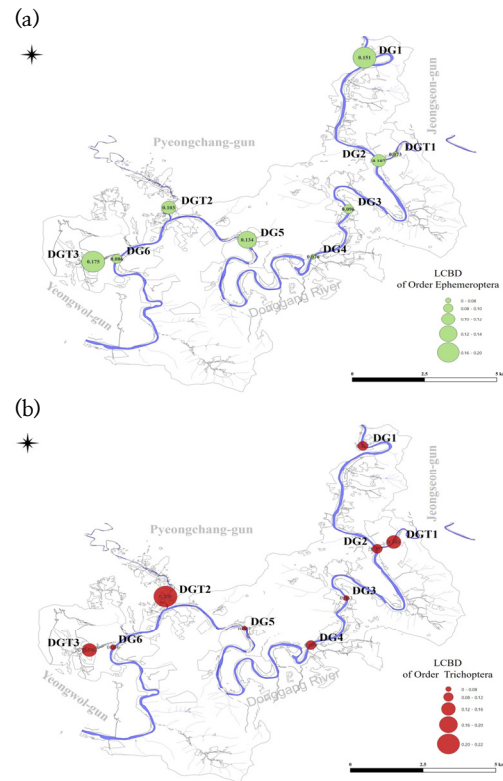 (a)
DG1
0.151
Jeongseon-gun
Pyeongchang-gun
DG2
DGT1
0.107
0.073
DGT2
0.103
DG3
DG5
0.134
DG4
DGT3
DG6
0.175
0.086
Yeongwol-gun
Donggang River
LCBD
of Order Ephemeroptera
0 - 0.08
0.08 - 0.10
0.10 - 0.12
0.12 - 0.14
0.16 - 0.20
0
2.5
(b)
DG1
Jeongseon-gun
Pyeongchang-gun
DG2
DGT1
DGT2
DG3
DG5
DG4
DGT3
DG6
Yeongwol-gun
Donggang River
LCBD
of Order Trichoptera
0 - 0.08
0.08 - 0.12
0.12 - 0.16
0.16 - 0.20
0.20 - 0.22
0
2.5